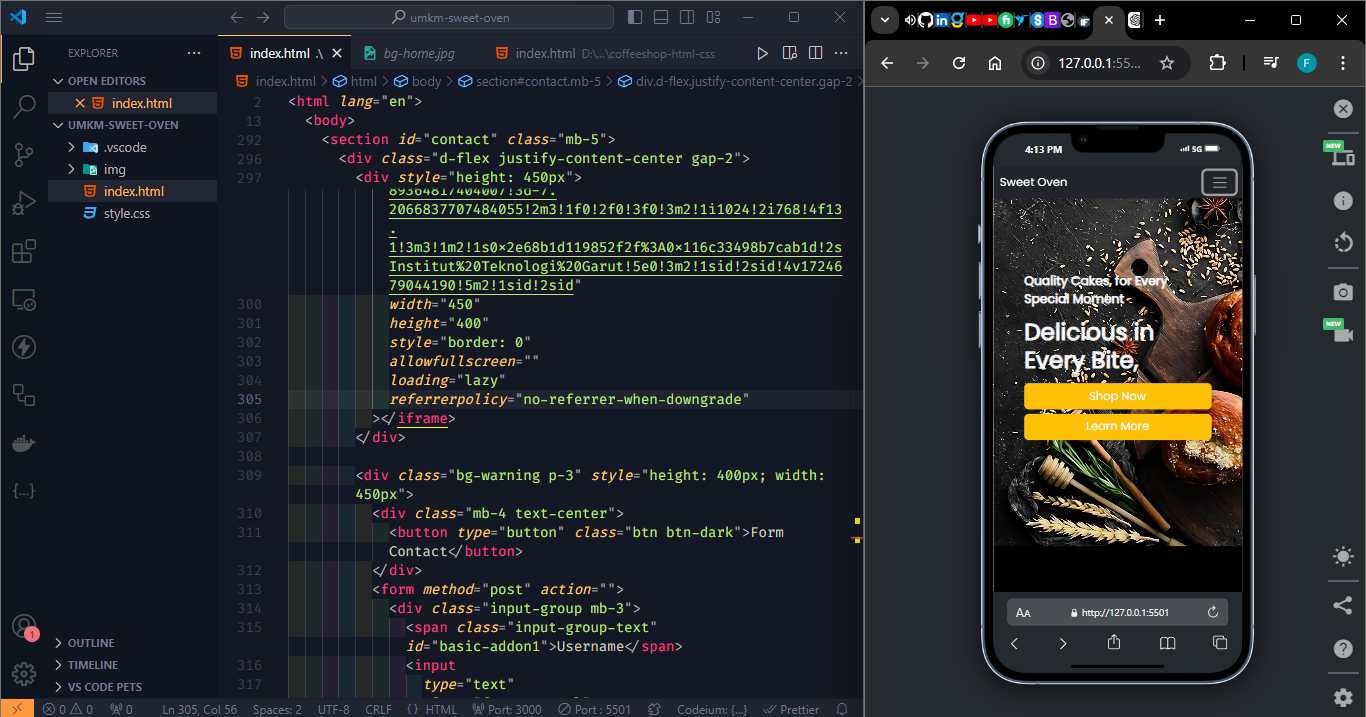 umkm-sweet-oven
EXPLORER
OPEN EDITORS
index.html
UMKM-SWEET-OVEN
.vscode
img
index.html
style.css
OUTLINE
TIMELINE
VS CODE PETS
1
index.html .\
bg-home.jpg
index.html D:\...\coffeeshop-html-css
index.html > html > body > section#contact.mb-5 > div.d-flex.justify-content-center.gap-2 >
2 <html lang="en">
13 <body>
292 <section id="contact" class="mb-5">
296 <div class="d-flex justify-content-center gap-2">
297 <div style="height: 450px">
89364817404007!3d-7.
2066837707484055!2m3!1f0!2f0!3f0!3m2!1i1024!2i768!4f13
.
1!3m3!1m2!1s0×2e68b1d119852f2f%3A0×116c33498b7cab1d!2s
Institut%20Teknologi%20Garut!5e0!3m2!1sid!2sid!4v17246
79044190!5m2!1sid!2sid"
300 width="450"
301 height="400"
302 style="border: 0"
303 allowfullscreen=""
304 loading="lazy"
305 referrerpolicy="no-referrer-when-downgrade"
306 ></iframe>
307 </div>
308
309 <div class="bg-warning p-3" style="height: 400px; width:
450px">
310 <div class="mb-4 text-center">
311 <button type="button" class="btn btn-dark">Form
Contact</button>
312 </div>
313 <form method="post" action="">
314 <div class="input-group mb-3">
315 <span class="input-group-text"
id="basic-addon1">Username</span>
316 <input
317 type="text"
0 0 0 Ln 305, Col 56 Spaces: 2 UTF-8 CRLF {} HTML Port: 3000 Port : 5501 Codeium: {...} Prettier
127.0.0.1:55...
F
NEW
NEW
4:13 PM
5G
Sweet Oven
Quality Cakes, for Every
Special Moment
Delicious in
Every Bite,
Shop Now
Learn More
AA http://127.0.0.1:5501